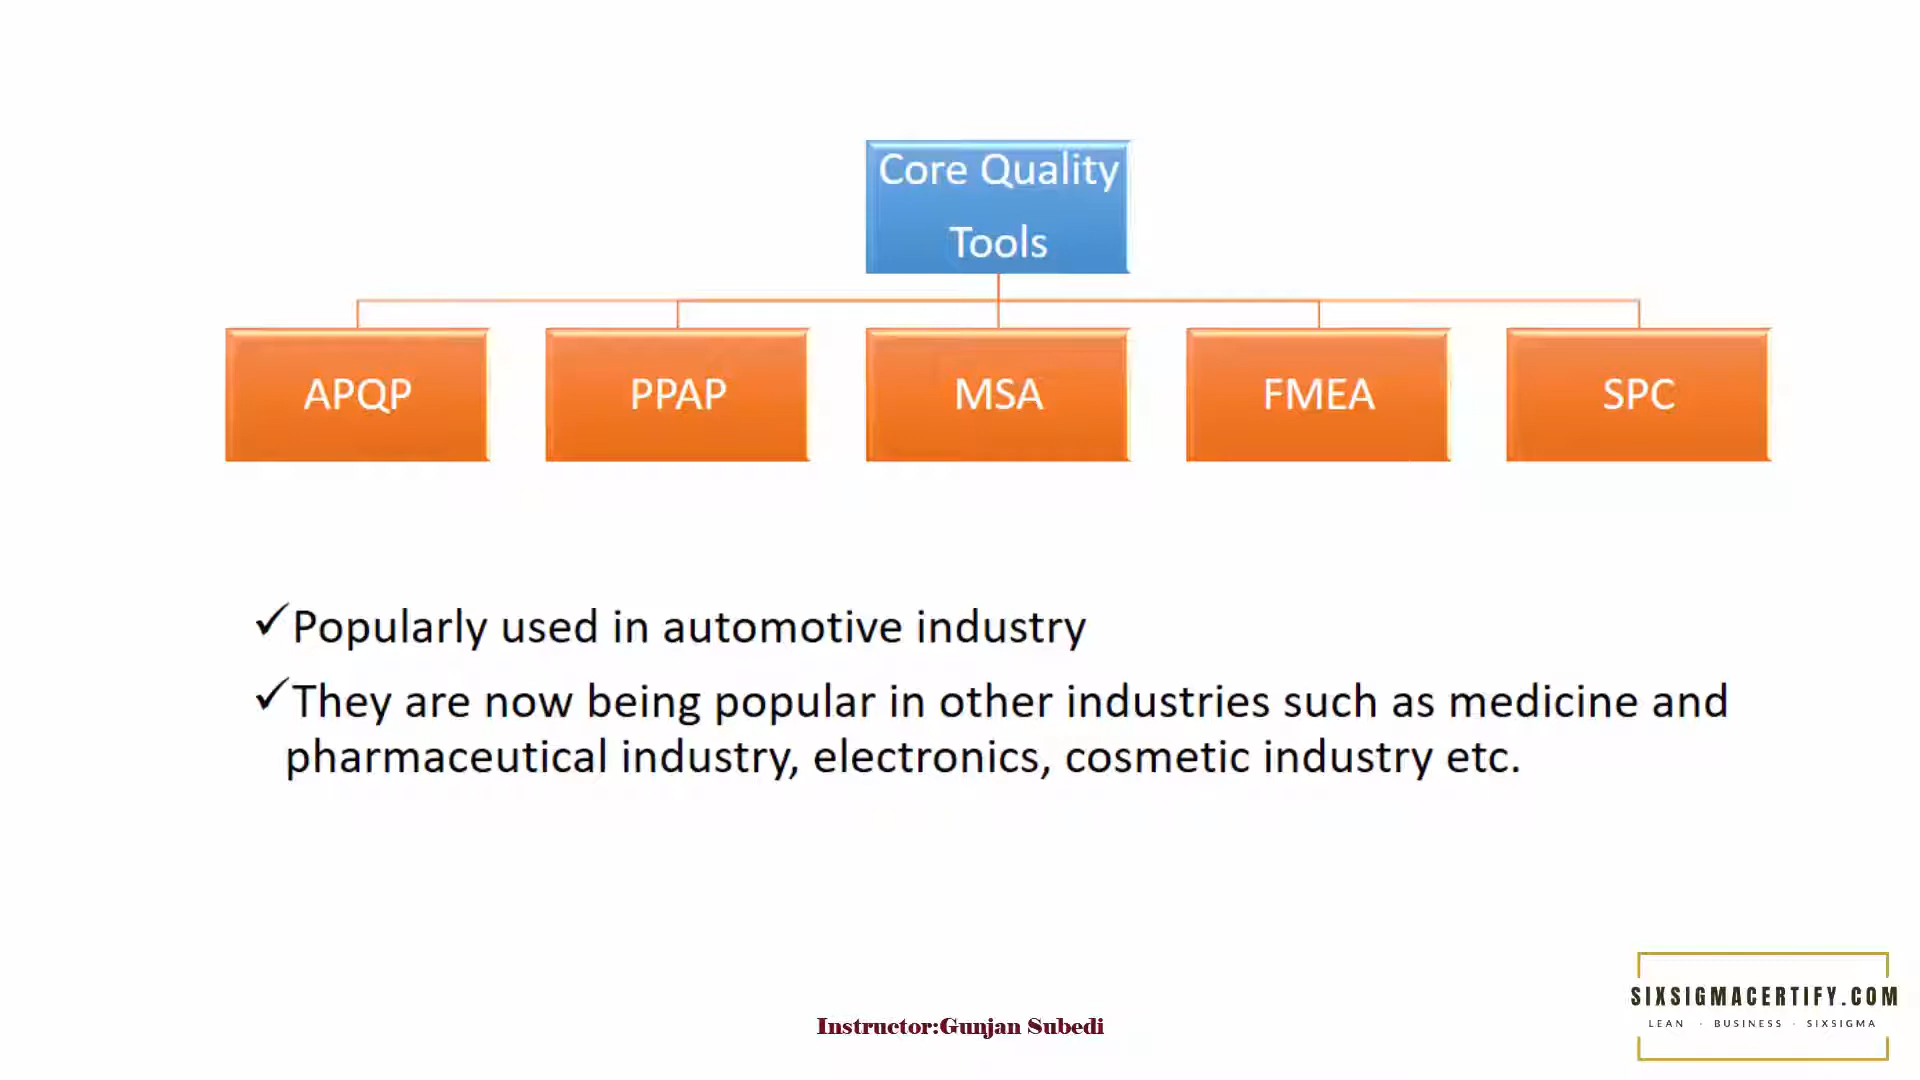 Core Quality
Tools
APQP
PPAP
MSA
FMEA
SPC
✓Popularly used in automotive industry
✓They are now being popular in other industries such as medicine and
pharmaceutical industry, electronics, cosmetic industry etc.
Instructor:Gunjan Subedi
SIXSIGMACERTIFY.COM
LEAN · BUSINESS · SIXSIGMA